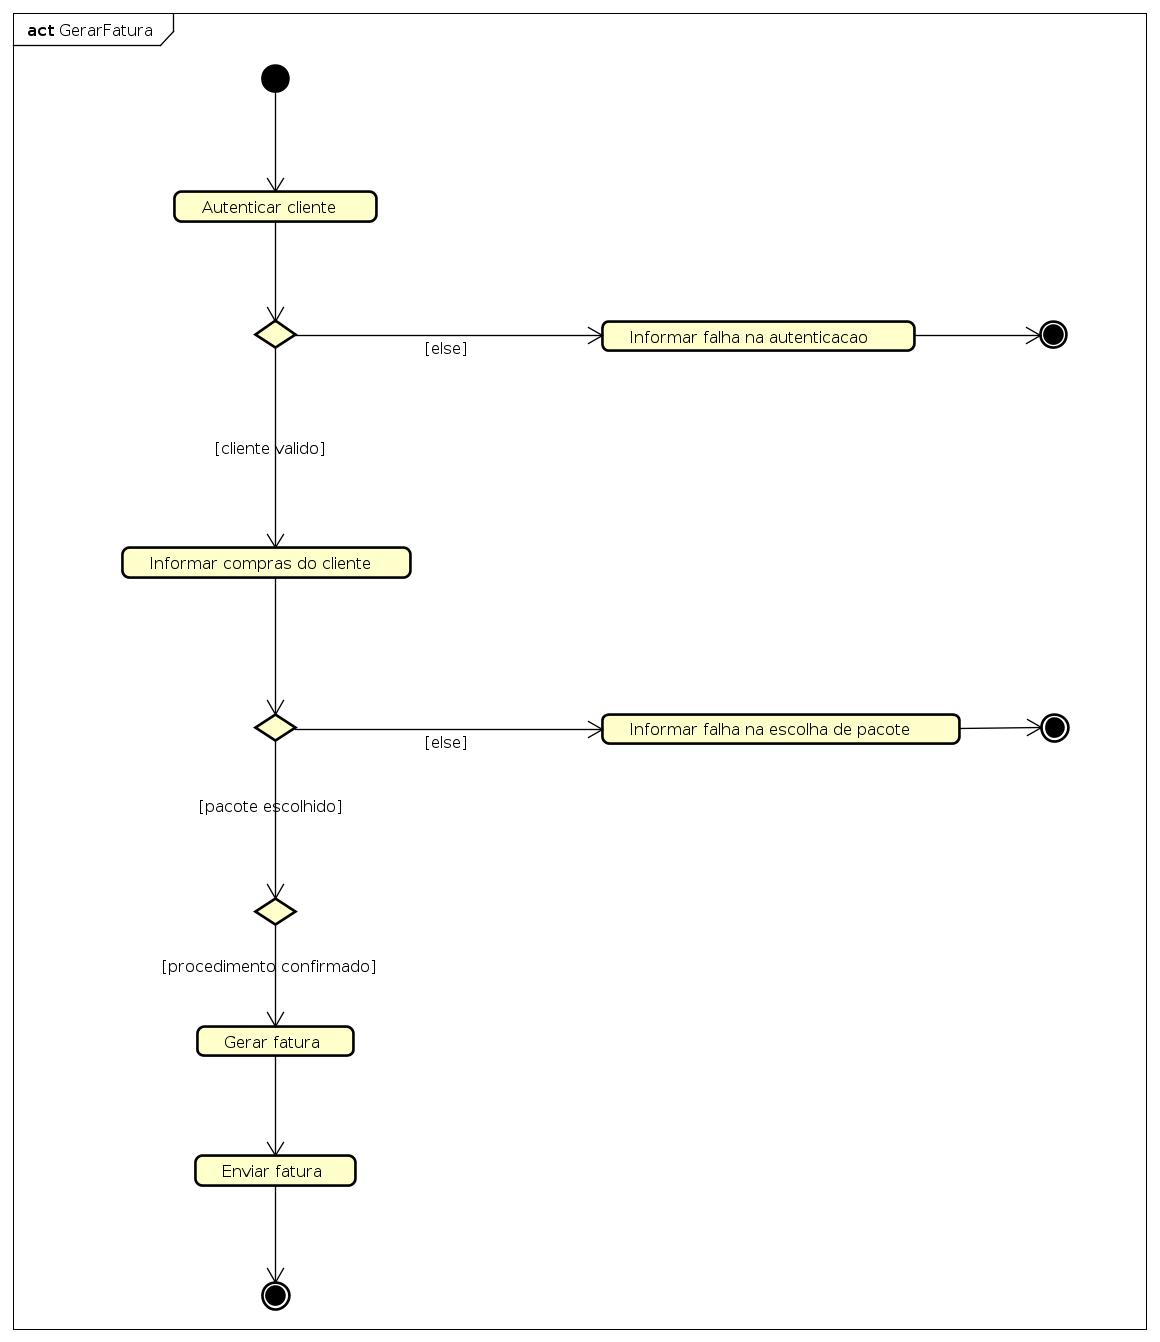 act GerarFatura
Autenticar cliente
[else]
Informar falha na autenticacao
[cliente valido]
Informar compras do cliente
[else]
Informar falha na escolha de pacote
[pacote escolhido]
[procedimento confirmado]
Gerar fatura
Enviar fatura